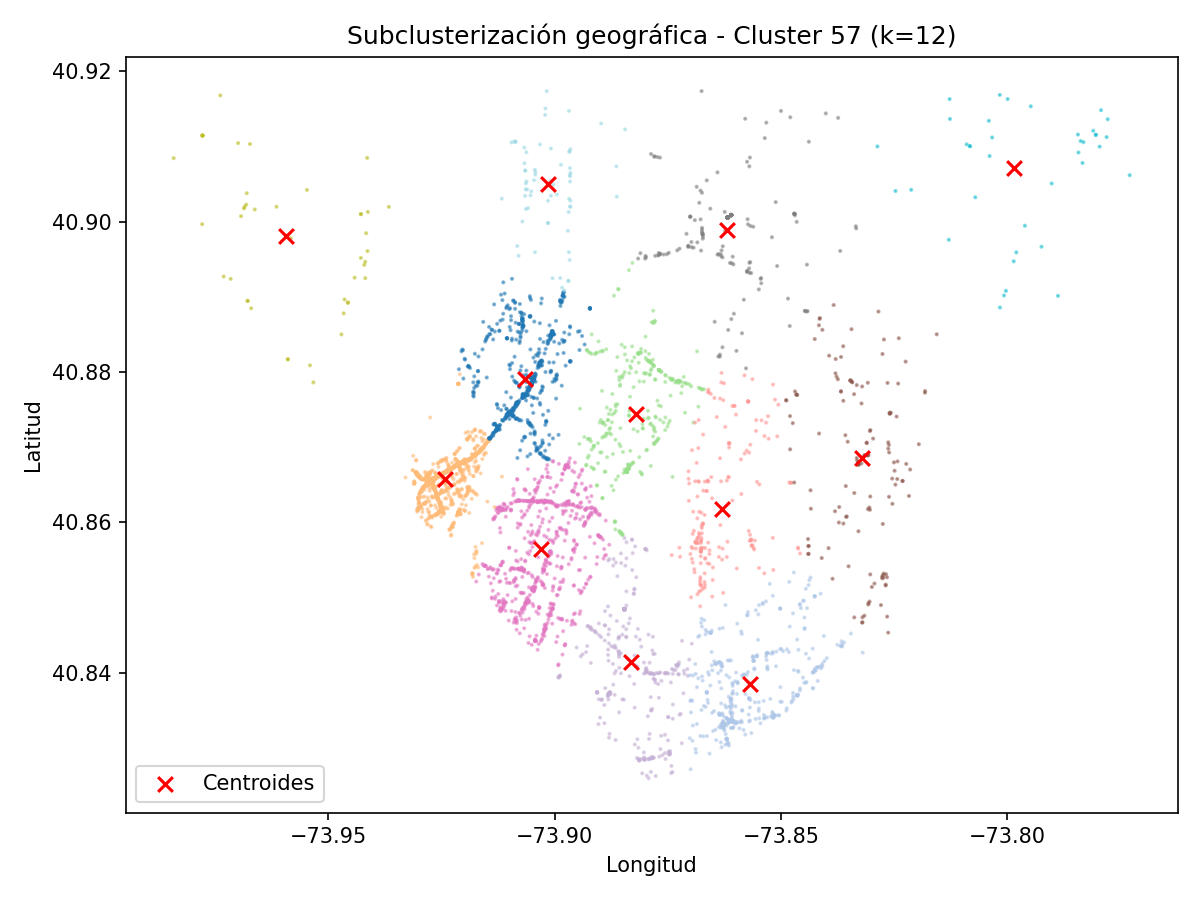 Subclusterización geográfica - Cluster 57 (k=12)
40.92
40.90
40.88
40.86
40.84
Latitud
Centroides
−73.95
−73.90
−73.85
−73.80
Longitud